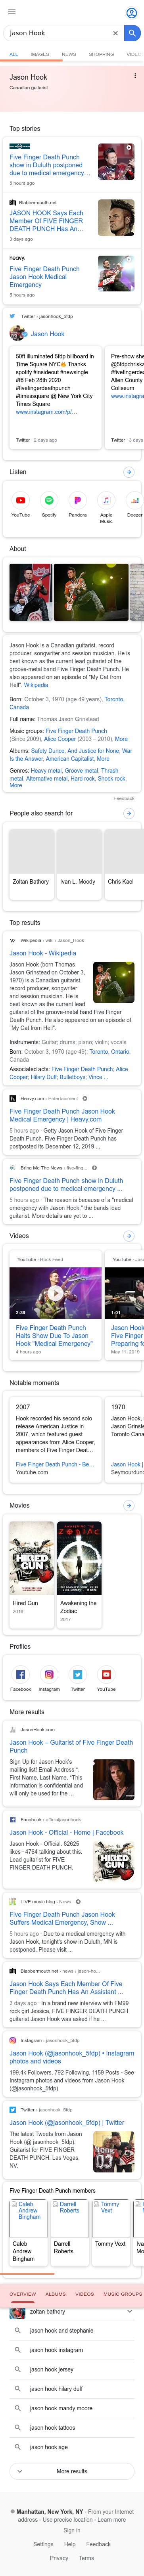 Jason Hook
ALL IMAGES NEWS SHOPPING VIDEO
Jason Hook
Canadian guitarist
Top stories
Five Finger Death Punch
show in Duluth postponed
due to medical emergency...
5 hours ago
Blabbermouth.net
JASON HOOK Says Each
Member Of FIVE FINGER
DEATH PUNCH Has An...
3 days ago
heavy.
Five Finger Death Punch
Jason Hook Medical
Emergency
5 hours ago
Twitter › jasonhook_5fdp
Jason Hook
50ft illuminated 5fdp billboard in
Time Square NYC🔥Thanks
spotify #insideout #newsingle
#f8 Feb 28th 2020
#fivefingerdeathpunch
#timessquare @ New York City
Times Square
www.instagram.com/p/…
Twitter · 2 days ago
Pre-show she
@5fdpchristk
#fivefingerde
Allen County
Coliseum
www.instagra
Twitter · 3 days
Listen
YouTube
Spotify
Pandora
Apple
Music
Deezer
About
Jason Hook is a Canadian guitarist, record
producer, songwriter and session musician. He is
best known as the current lead guitarist of the
groove metal band Five Finger Death Punch. He
also appeared on an episode of "My Cat from
Hell". Wikipedia
Born: October 3, 1970 (age 49 years), Toronto,
Canada
Full name: Thomas Jason Grinstead
Music groups: Five Finger Death Punch
(Since 2009), Alice Cooper (2003 – 2010), More
Albums: Safety Dunce, And Justice for None, War
Is the Answer, American Capitalist, More
Genres: Heavy metal, Groove metal, Thrash
metal, Alternative metal, Hard rock, Shock rock,
More
Feedback
People also search for
Zoltan Bathory
Ivan L. Moody
Chris Kael
Top results
Wikipedia › wiki › Jason_Hook
Jason Hook - Wikipedia
Jason Hook (born Thomas
Jason Grinstead on October 3,
1970) is a Canadian guitarist,
record producer, songwriter
and session musician. He is
the current lead guitarist of the
groove metal band Five Finger
Death Punch. He also
appeared on an episode of
"My Cat from Hell".
Instruments: Guitar; drums; piano; violin; vocals
Born: October 3, 1970 (age 49); Toronto, Ontario,
Canada
Associated acts: Five Finger Death Punch, Alice
Cooper; Hilary Duff; Bulletboys; Vince ...
Heavy.com › Entertainment
Five Finger Death Punch Jason Hook
Medical Emergency | Heavy.com
5 hours ago · Getty Jason Hook of Five Finger
Death Punch. Five Finger Death Punch has
postponed its December 12, 2019 ...
Bring Me The News › five-fing...
Five Finger Death Punch show in Duluth
postponed due to medical emergency ...
5 hours ago · The reason is because of a "medical
emergency with Jason Hook," the bands lead
guitarist. More details are yet to ...
Videos
YouTube · Rock Feed
2:39
Five Finger Death Punch
Halts Show Due To Jason
Hook "Medical Emergency"
4 hours ago
YouTube · Jaso
1:01
Jason Hook
Five Finger
Preparing fo
May 11, 2019
Notable moments
2007
Hook recorded his second solo
release American Justice in
2007, which featured guest
appearances from Alice Cooper,
members of Five Finger Deat...
Five Finger Death Punch - Be...
Youtube.com
1970
Jason Hook,
Jason Grinste
Toronto Cana
Jason Hook |
Seymourdunc
Movies
HIRED GUN
Hired Gun
2016
AWAKENING THE
ZODIAC
Awakening the
Zodiac
2017
Profiles
Facebook
Instagram
Twitter
YouTube
More results
JasonHook.com
Jason Hook – Guitarist of Five Finger Death
Punch
Sign Up for Jason Hook's
mailing list! Email Address *.
First Name. Last Name. "This
information is confidential and
will only be used for the ...
Facebook › officialjasonhook
Jason Hook - Official - Home | Facebook
Jason Hook - Official. 82625
likes · 4764 talking about this.
Lead guitarist for FIVE
FINGER DEATH PUNCH.
LIVE music blog › News
Five Finger Death Punch Jason Hook
Suffers Medical Emergency, Show ...
5 hours ago · Due to a medical emergency with
Jason Hook, tonight's show in Duluth, MN is
postponed. Please visit ...
Blabbermouth.net › news › jason-ho...
Jason Hook Says Each Member Of Five
Finger Death Punch Has An Assistant ...
3 days ago · In a brand new interview with FM99
rock girl Jessica, FIVE FINGER DEATH PUNCH
guitarist Jason Hook was asked if he ...
Instagram › jasonhook_5fdp
Jason Hook (@jasonhook_5fdp) • Instagram
photos and videos
199.4k Followers, 792 Following, 1159 Posts - See
Instagram photos and videos from Jason Hook
(@jasonhook_5fdp)
Twitter › jasonhook_5fdp
Jason Hook (@jasonhook_5fdp) | Twitter
The latest Tweets from Jason
Hook (@ jasonhook_5fdp).
Guitarist for FIVE FINGER
DEATH PUNCH. Las Vegas,
NV.
Five Finger Death Punch members
Caleb Andrew Bingham
Caleb
Andrew
Bingham
Darrell Roberts
Darrell
Roberts
Tommy Vext
Tommy Vext
OVERVIEW ALBUMS VIDEOS MUSIC GROUPS
zoltan bathory
jason hook and stephanie
jason hook instagram
jason hook jersey
jason hook hilary duff
jason hook mandy moore
jason hook tattoos
jason hook age
More results
Manhattan, New York, NY - From your Internet
address - Use precise location - Learn more
Sign in
Settings Help Feedback
Privacy Terms